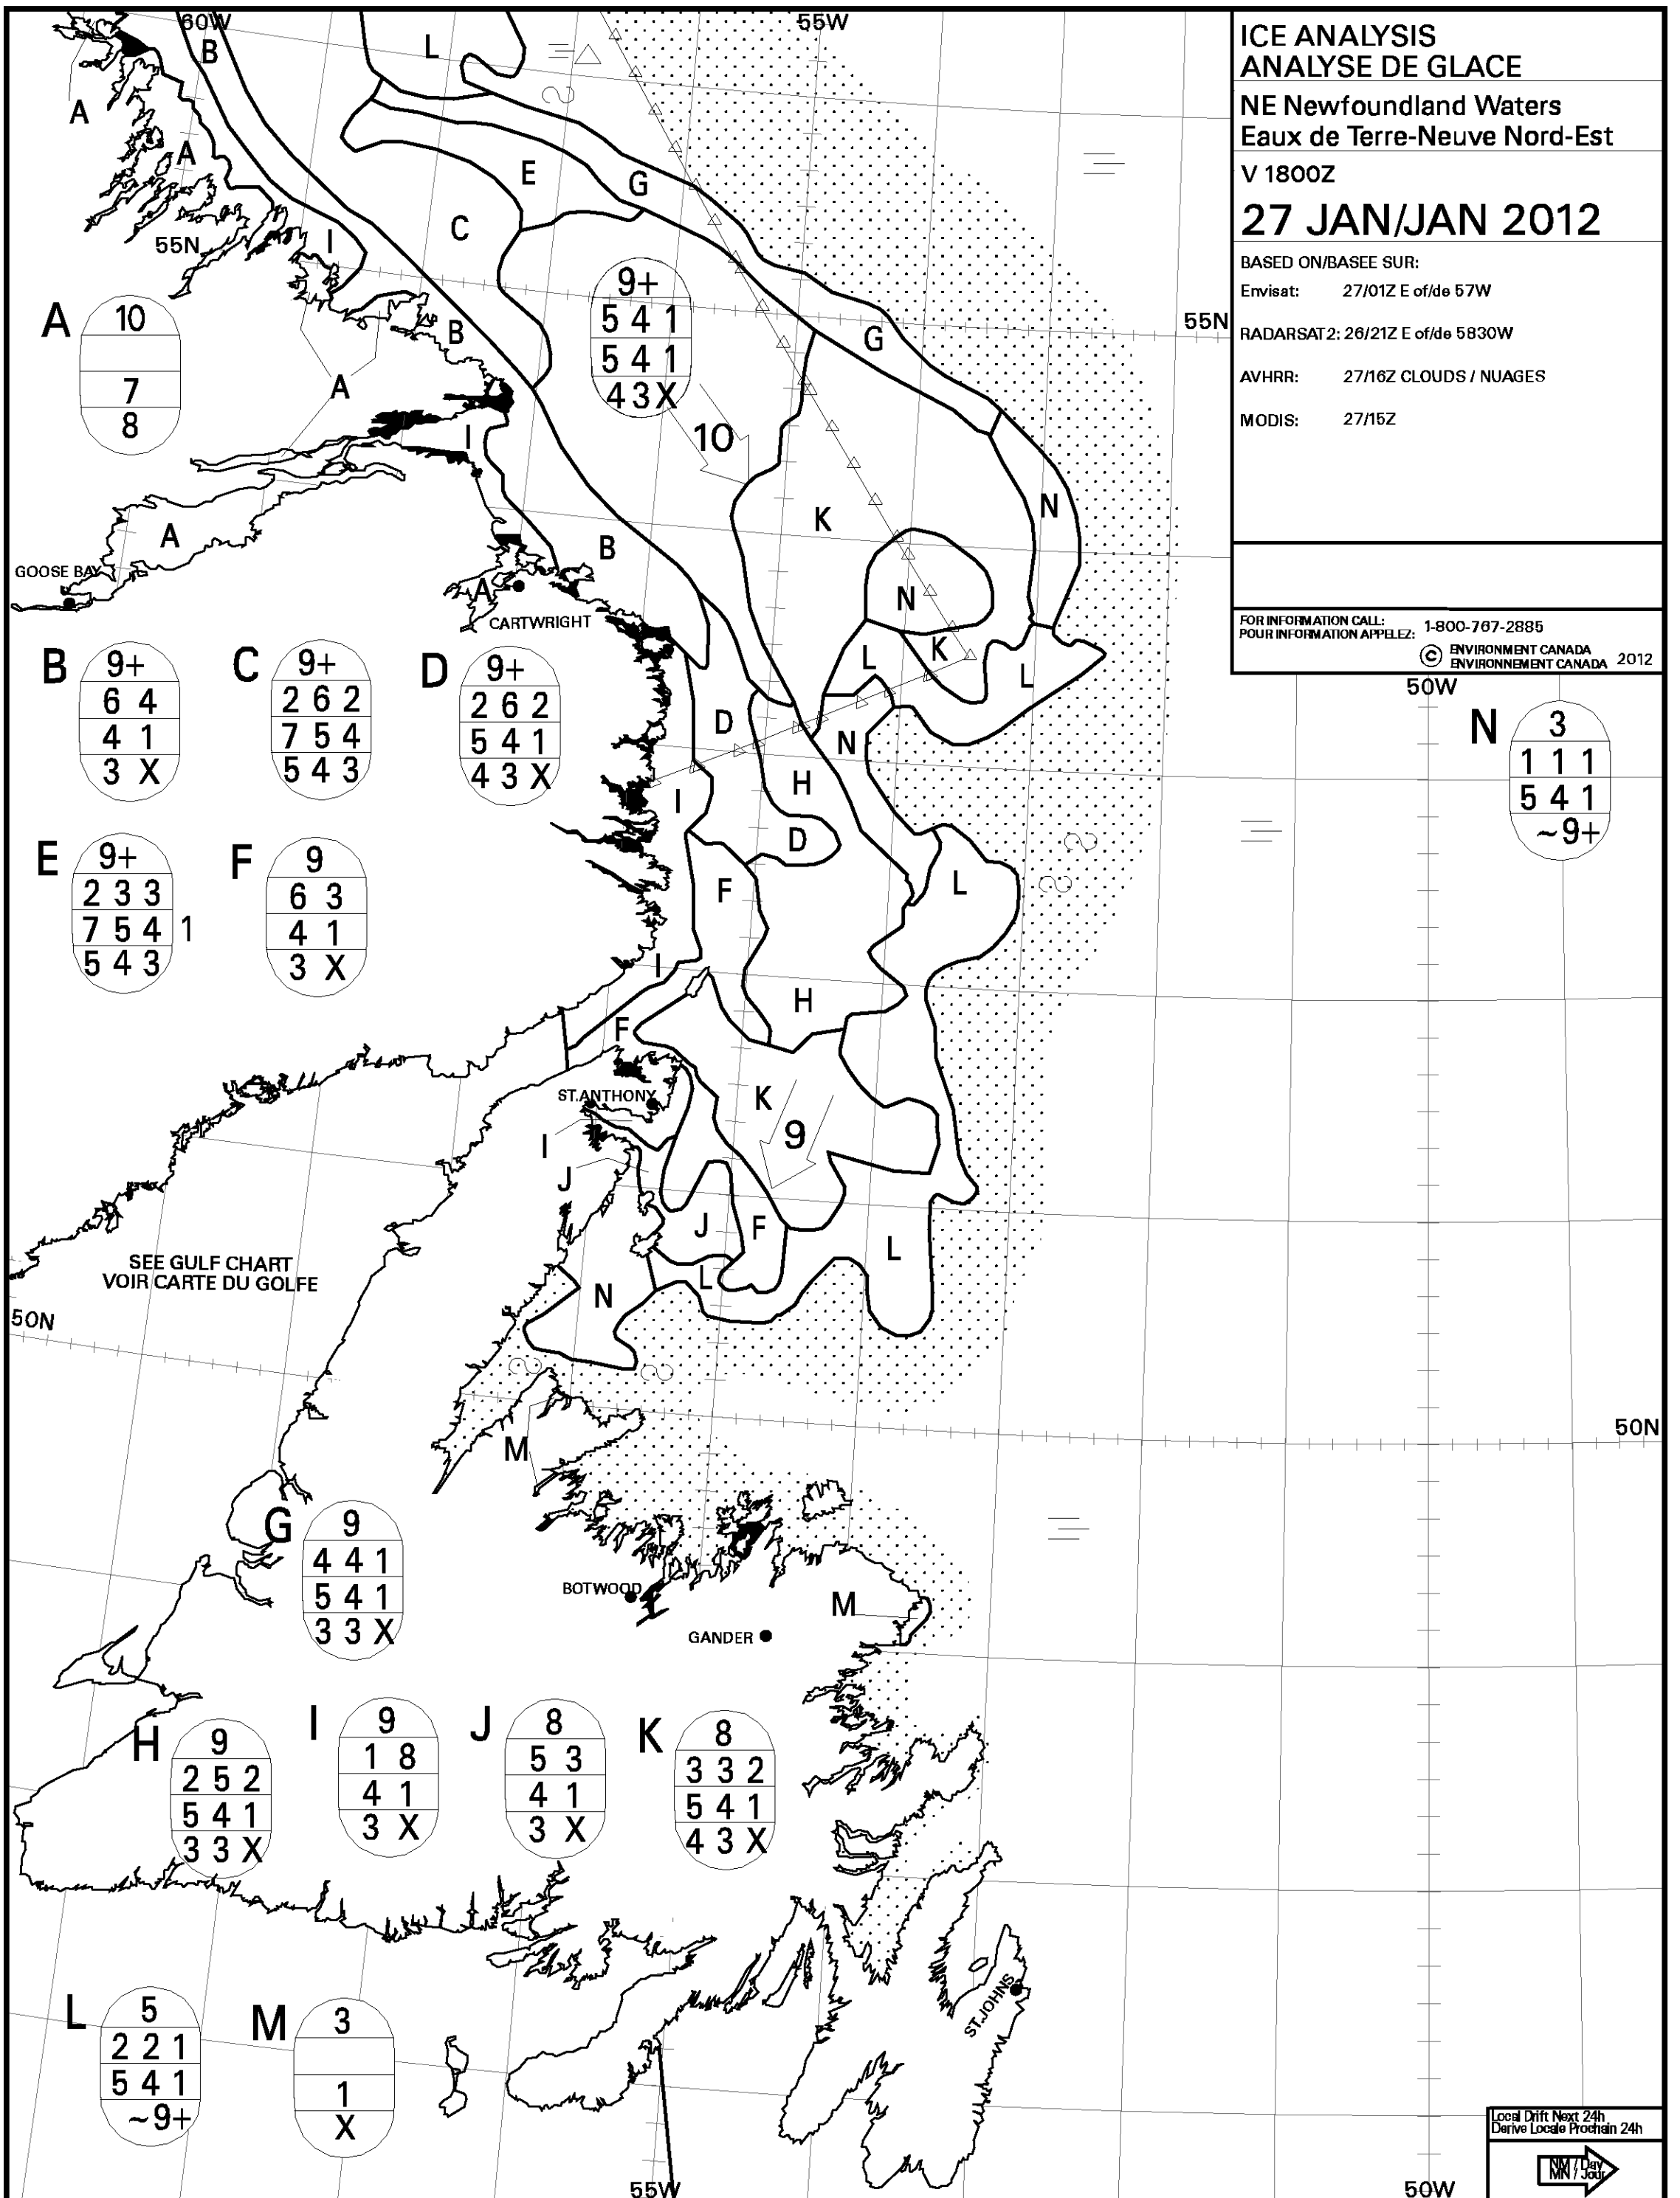 60W
55W
ICE ANALYSIS
ANALYSE DE GLACE
NE Newfoundland Waters
Eaux de Terre-Neuve Nord-Est
V 1800Z
27 JAN/JAN 2012
BASED ON/BASEE SUR:
Envisat: 27/01Z E of/de 57W
RADARSAT2: 26/21Z E of/de 5830W
AVHRR: 27/16Z CLOUDS / NUAGES
MODIS: 27/15Z
FOR INFORMATION CALL:
POUR INFORMATION APPELEZ: 1-800-767-2885
© ENVIRONMENT CANADA
ENVIRONNEMENT CANADA 2012
B
L
A
A
E
G
C
55N
I
9+
5 4 1
5 4 1
4 3 X
55N
G
B
A
10
7
8
A
10
I
N
K
A
B
GOOSE BAY
A
N
CARTWRIGHT
K
L
L
B
9+
6 4
4 1
3 X
C
9+
2 6 2
7 5 4
5 4 3
D
9+
2 6 2
5 4 1
4 3 X
50W
N
3
1 1 1
5 4 1
~9+
D
N
H
I
D
E
9+
2 3 3
7 5 4 1
5 4 3
F
9
6 3
4 1
3 X
F
L
I
H
F
ST.ANTHONY
K
9
I
J
J
F
L
SEE GULF CHART
VOIR CARTE DU GOLFE
L
N
50N
50N
M
G
9
4 4 1
5 4 1
3 3 X
BOTWOOD
M
GANDER
H
9
2 5 2
5 4 1
3 3 X
I
9
1 8
4 1
3 X
J
8
5 3
4 1
3 X
K
8
3 3 2
5 4 1
4 3 X
ST.JOHNS
L
5
2 2 1
5 4 1
~9+
M
3
1
X
Local Drift Next 24h
Derive Locale Prochain 24h
NM / Day
MN / Jour
55W
50W